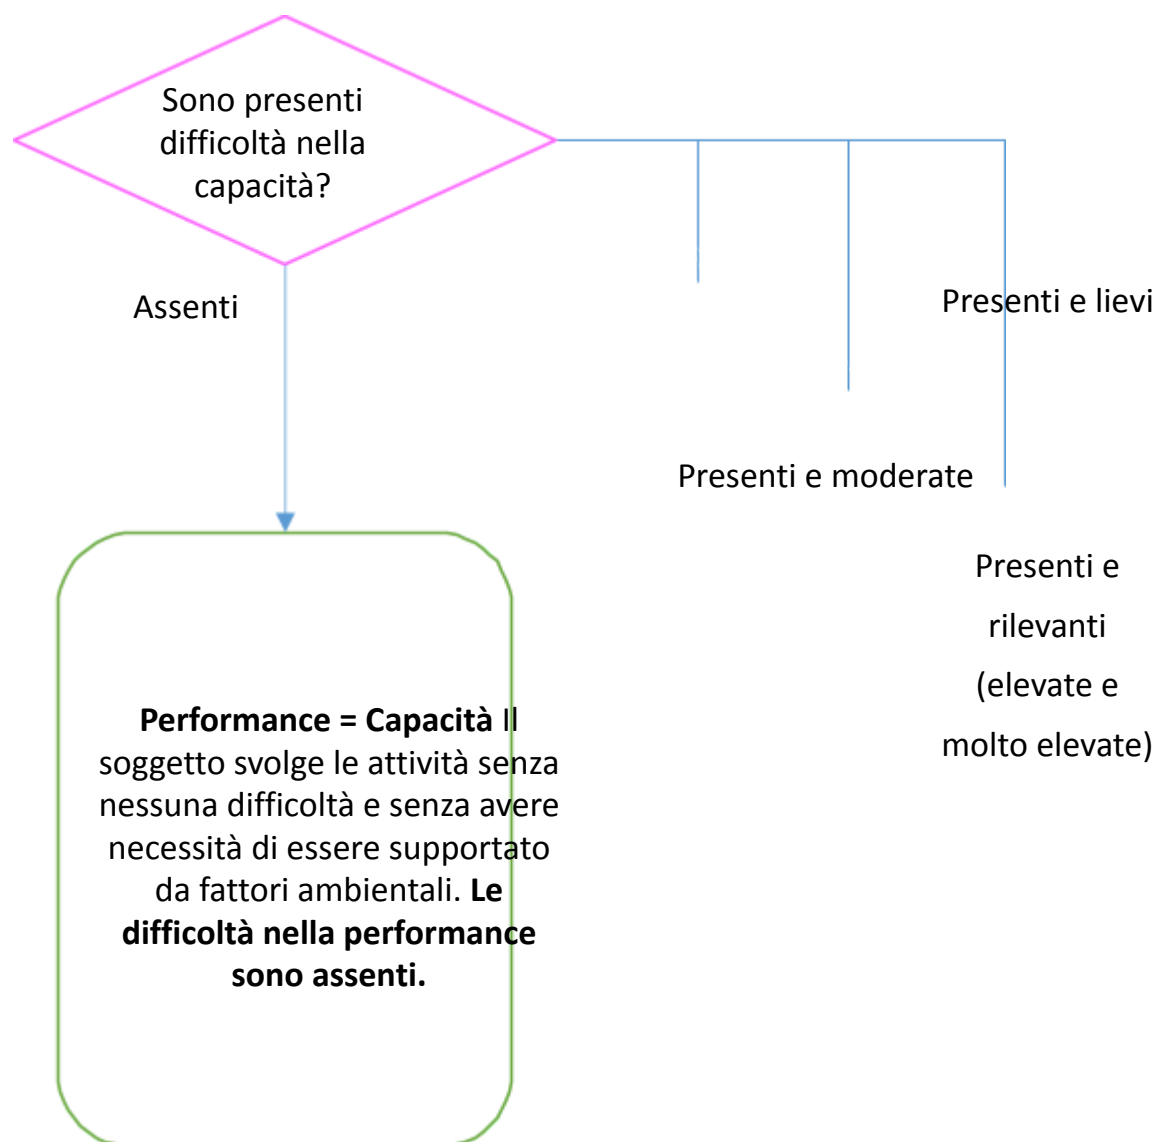 Sono presenti
difficoltà nella
capacità?
Assenti
Presenti e lievi
Presenti e moderate
Presenti e
rilevanti
(elevate e
molto elevate)
Performance = Capacità Il
soggetto svolge le attività senza
nessuna difficoltà e senza avere
necessità di essere supportato
da fattori ambientali. Le
difficoltà nella performance
sono assenti.